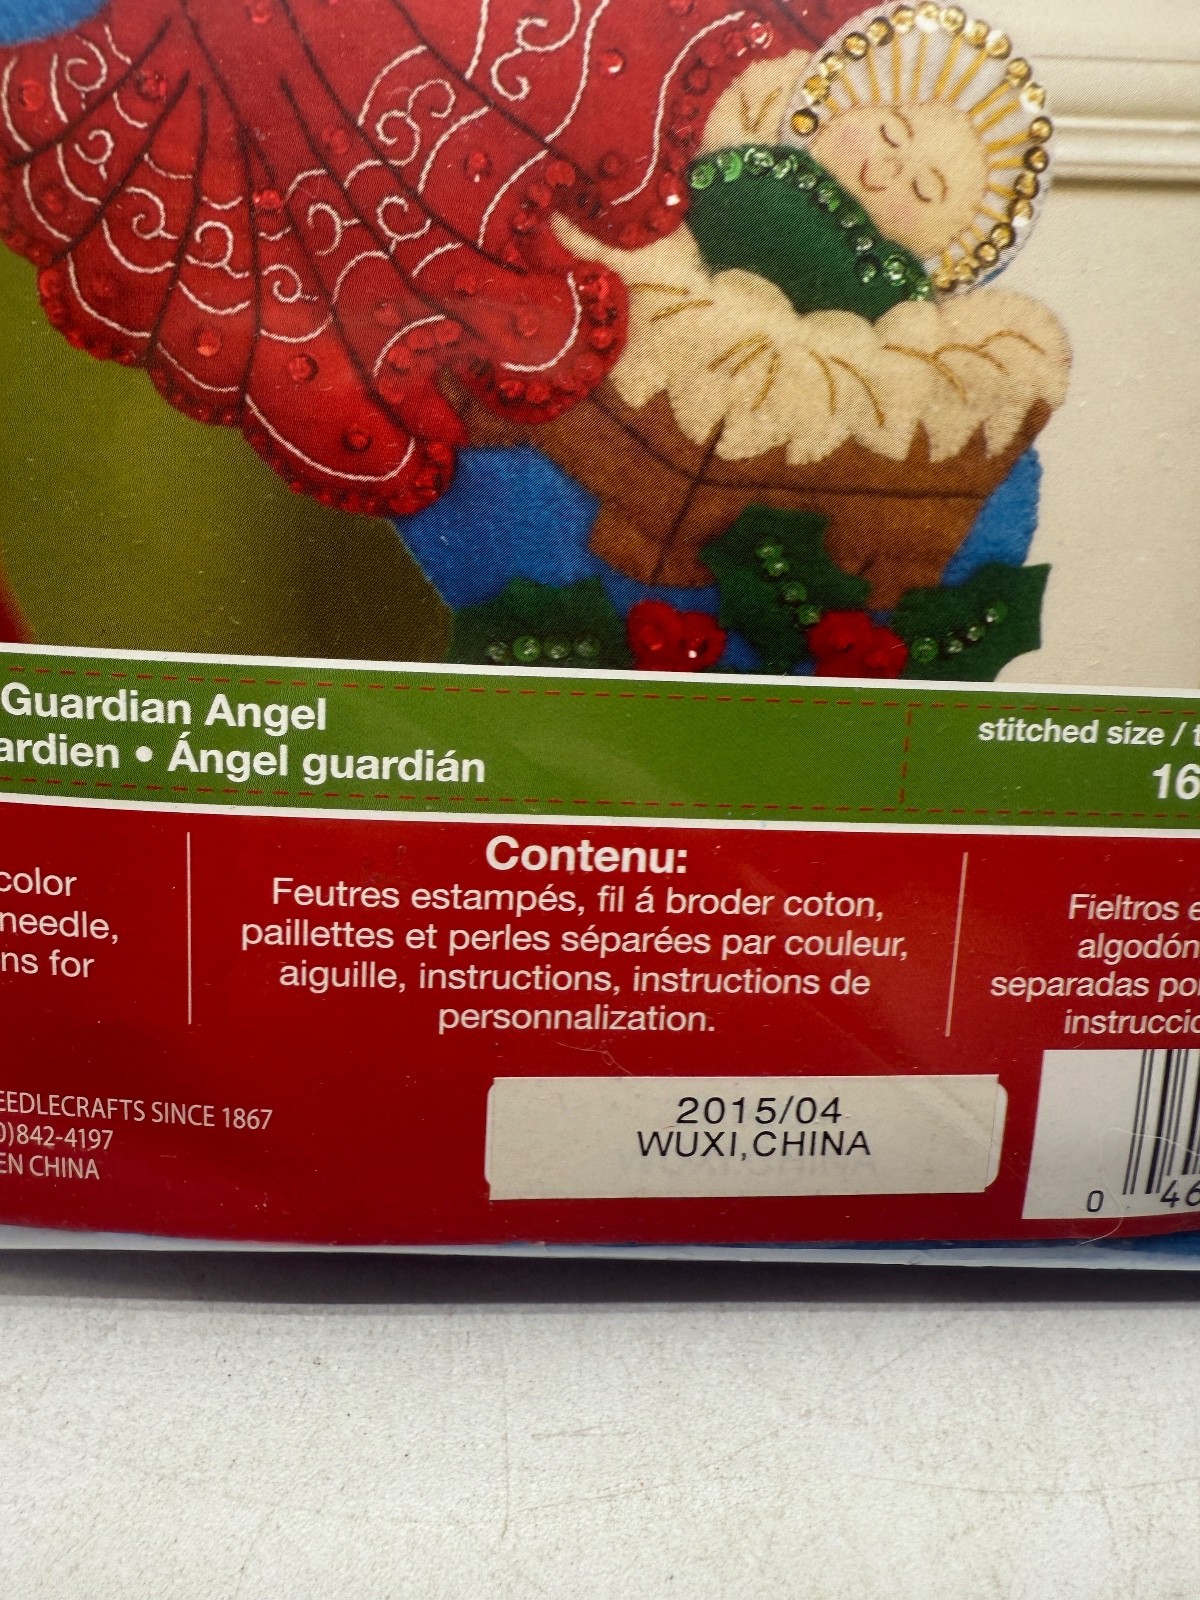 Guardian Angel
ardien • Ángel guardián
stitched size / t
16
color
needle,
ns for
Contenu:
Feutres estampés, fil á broder coton,
paillettes et perles séparées par couleur,
aiguille, instructions, instructions de
personnalization.
Fieltros e
algodón
separadas por
instruccio
EEDLECRAFTS SINCE 1867
0)842-4197
EN CHINA
2015/04
WUXI,CHINA
0 46